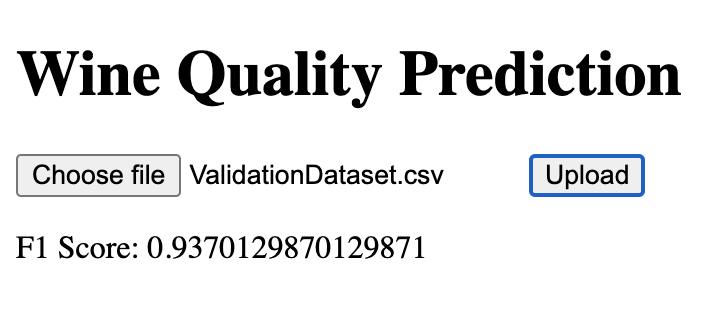 Wine Quality Prediction
Choose file ValidationDataset.csv Upload
F1 Score: 0.9370129870129871